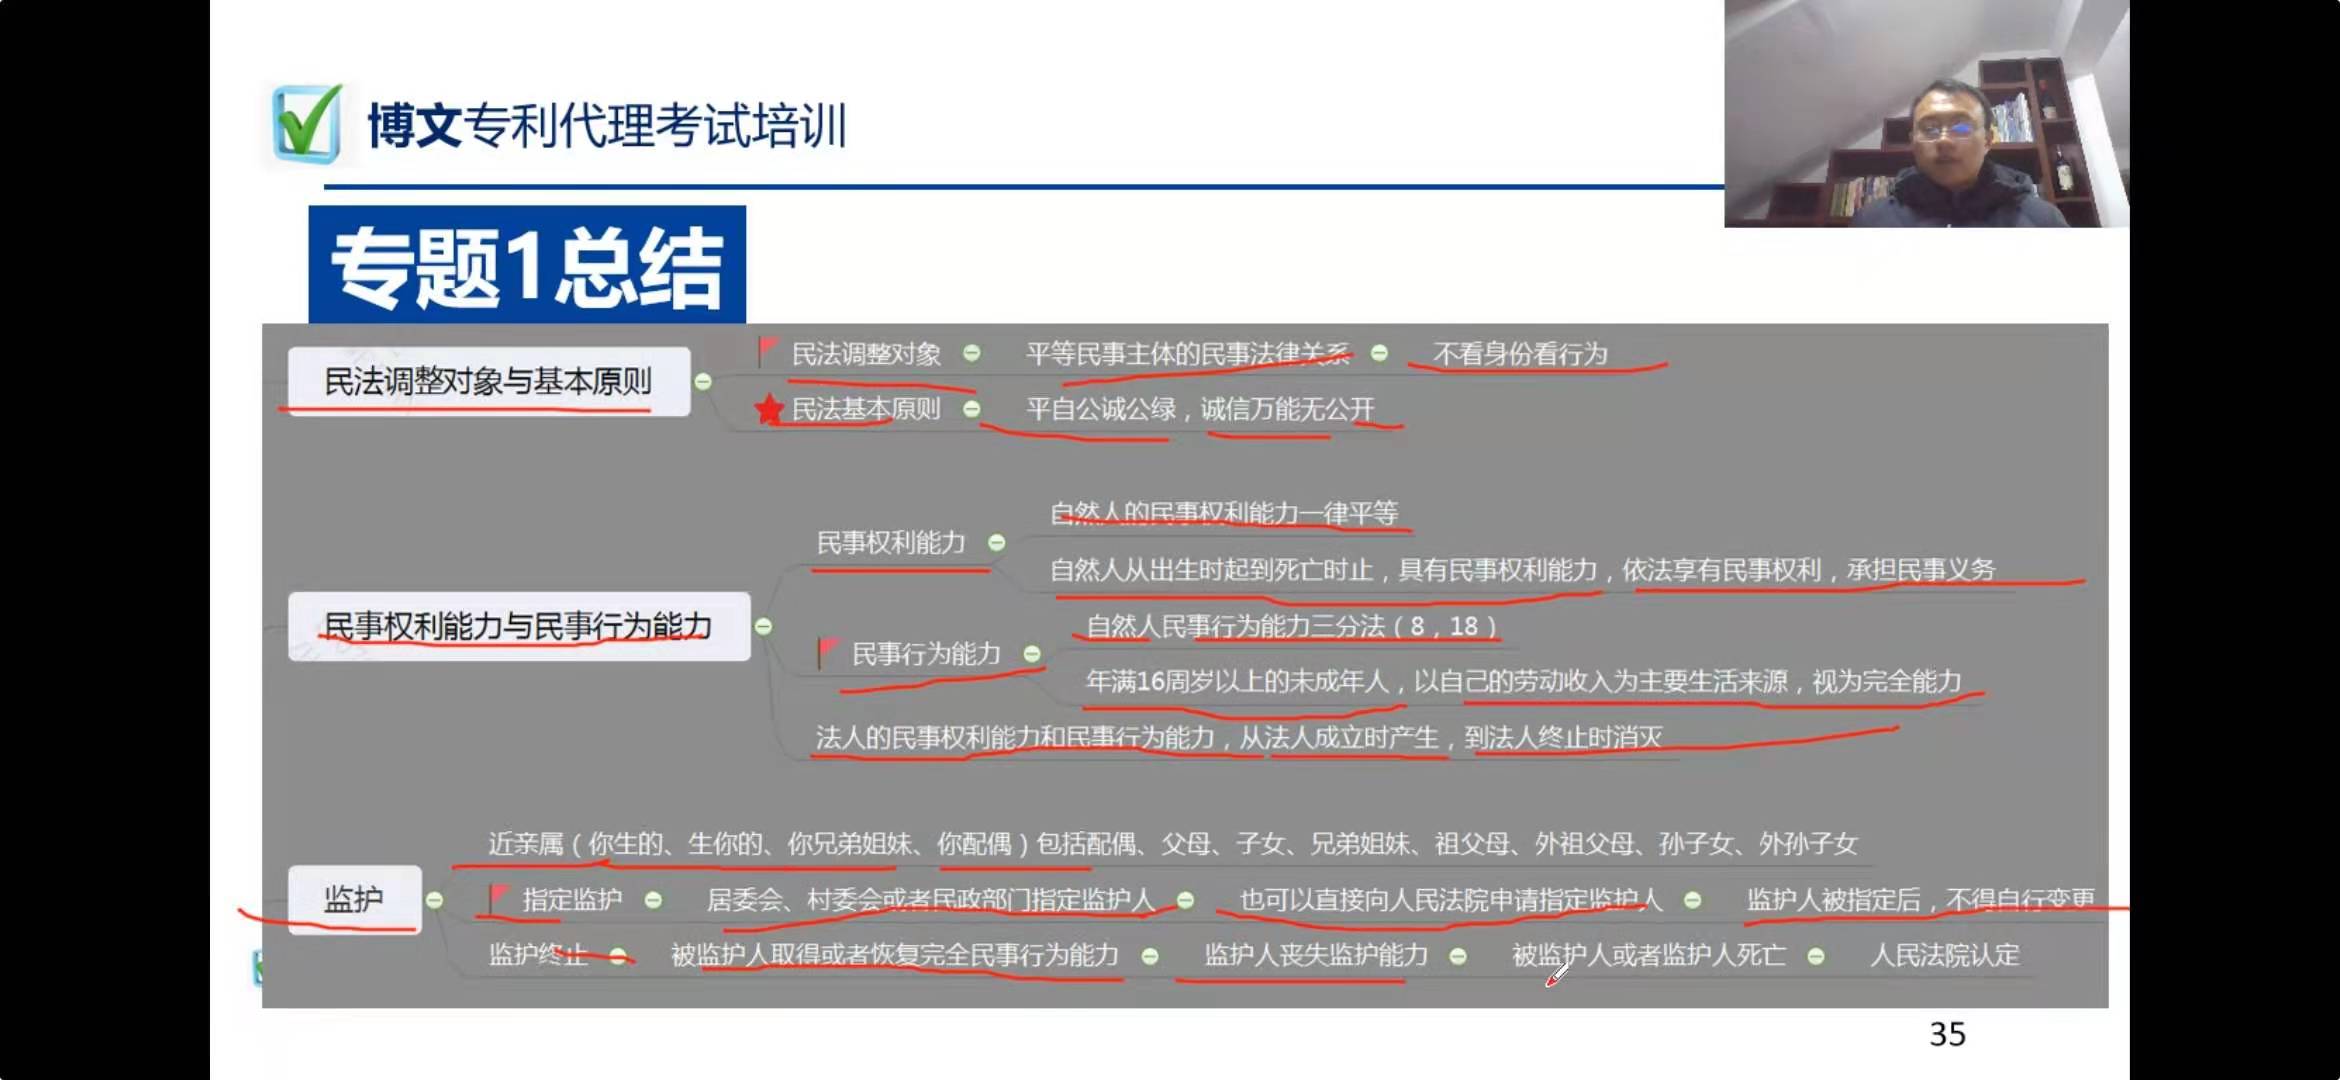 博文专利代理考试培训
专题1总结
民法调整对象与基本原则
民法调整对象 平等民事主体的民事法律关系 不看身份看行为
民法基本原则 平自公诚公绿，诚信万能无公开
民事权利能力与民事行为能力
民事权利能力
自然人的民事权利能力一律平等
自然人从出生时起到死亡时止，具有民事权利能力，依法享有民事权利，承担民事义务
民事行为能力
自然人民事行为能力三分法（8，18）
年满16周岁以上的未成年人，以自己的劳动收入为主要生活来源，视为完全能力
法人的民事权利能力和民事行为能力，从法人成立时产生，到法人终止时消灭
监护
近亲属（你生的、生你的、你兄弟姐妹、你配偶）包括配偶、父母、子女、兄弟姐妹、祖父母、外祖父母、孙子女、外孙子女
指定监护 居委会、村委会或者民政部门指定监护人 也可以直接向人民法院申请指定监护人 监护人被指定后，不得自行变更
监护终止 被监护人取得或者恢复完全民事行为能力 监护人丧失监护能力 被监护人或者监护人死亡 人民法院认定
35